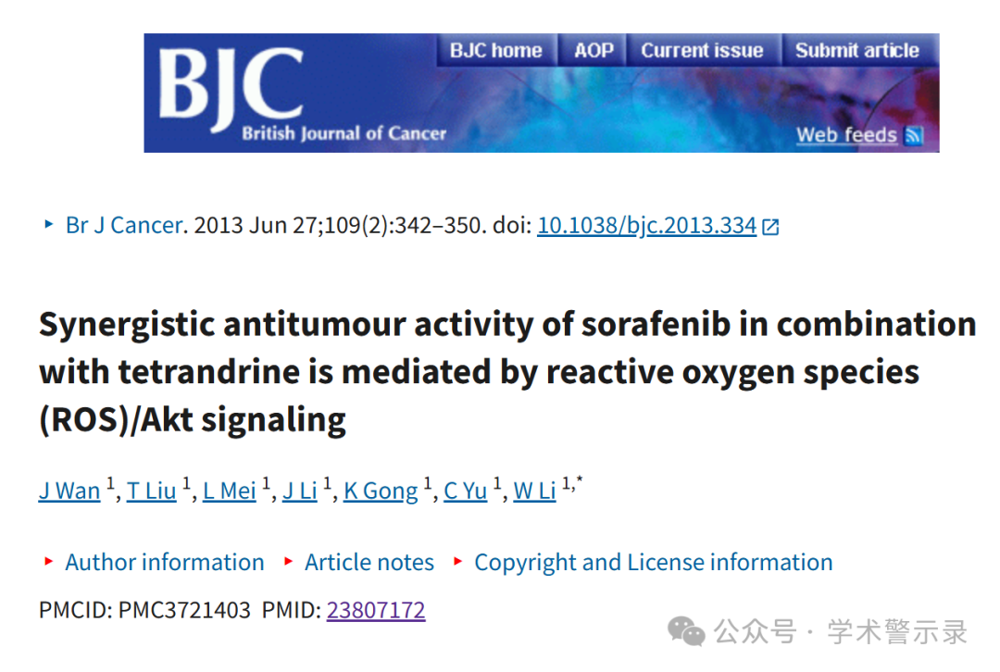 BJC
British Journal of Cancer
BJC home AOP Current issue Submit article
Web feeds
Br J Cancer. 2013 Jun 27;109(2):342–350. doi: 10.1038/bjc.2013.334
Synergistic antitumour activity of sorafenib in combination
with tetrandrine is mediated by reactive oxygen species
(ROS)/Akt signaling
J Wan 1, T Liu 1, L Mei 1, J Li 1, K Gong 1, C Yu 1, W Li 1,*
Author information Article notes Copyright and License information
PMCID: PMC3721403 PMID: 23807172
公众号 · 学术警示录